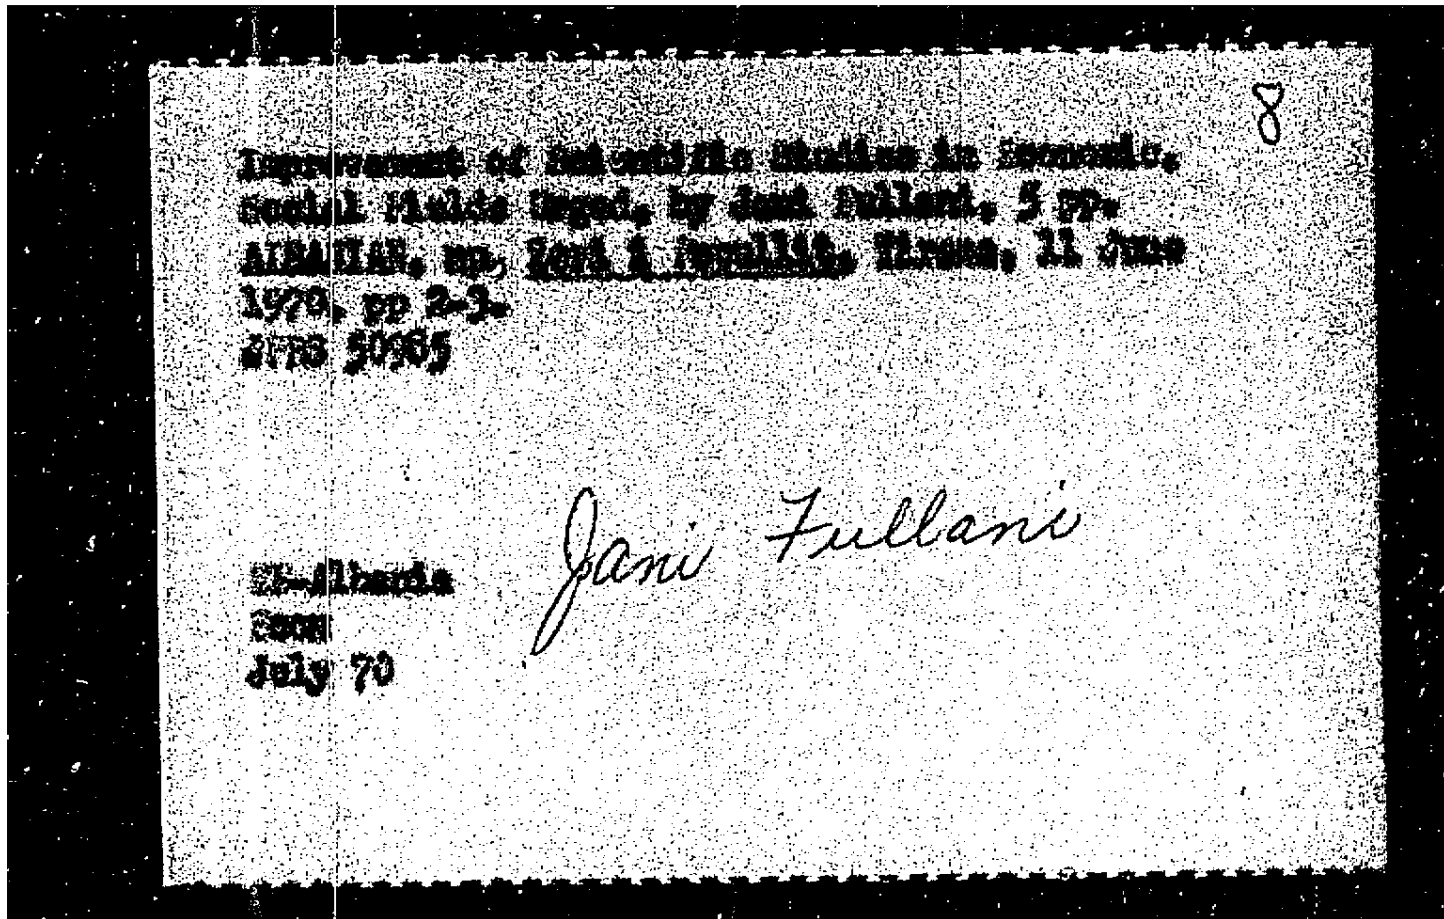 8
Improvement of Scientific Studies in Economic,
Social Fields Urged, by Jani Fullani, 5 pp.
ALBANIAN, np, Zeri i Popullit, Tirana, 11 June
1970, pp 2-3.
JPRS 50965
Jani Fullani
EE-Albania
Econ
July 70